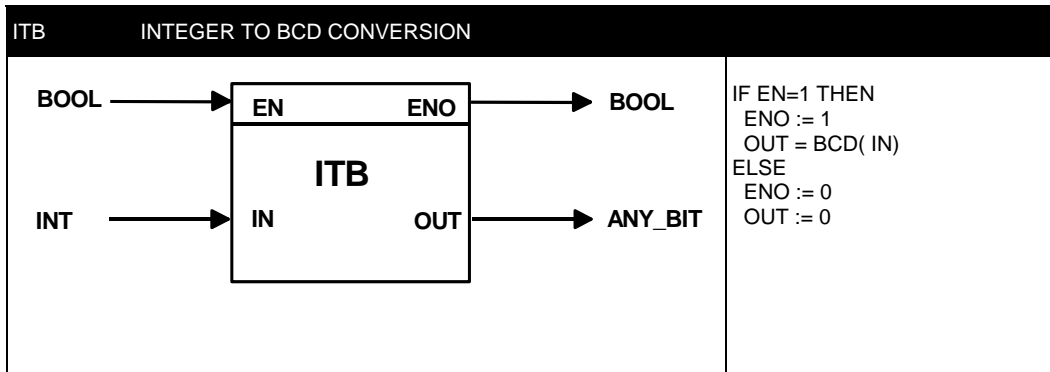 ITB INTEGER TO BCD CONVERSION
BOOL EN ENO BOOL
ITB
INT IN OUT ANY_BIT
IF EN=1 THEN
ENO := 1
OUT = BCD( IN)
ELSE
ENO := 0
OUT := 0